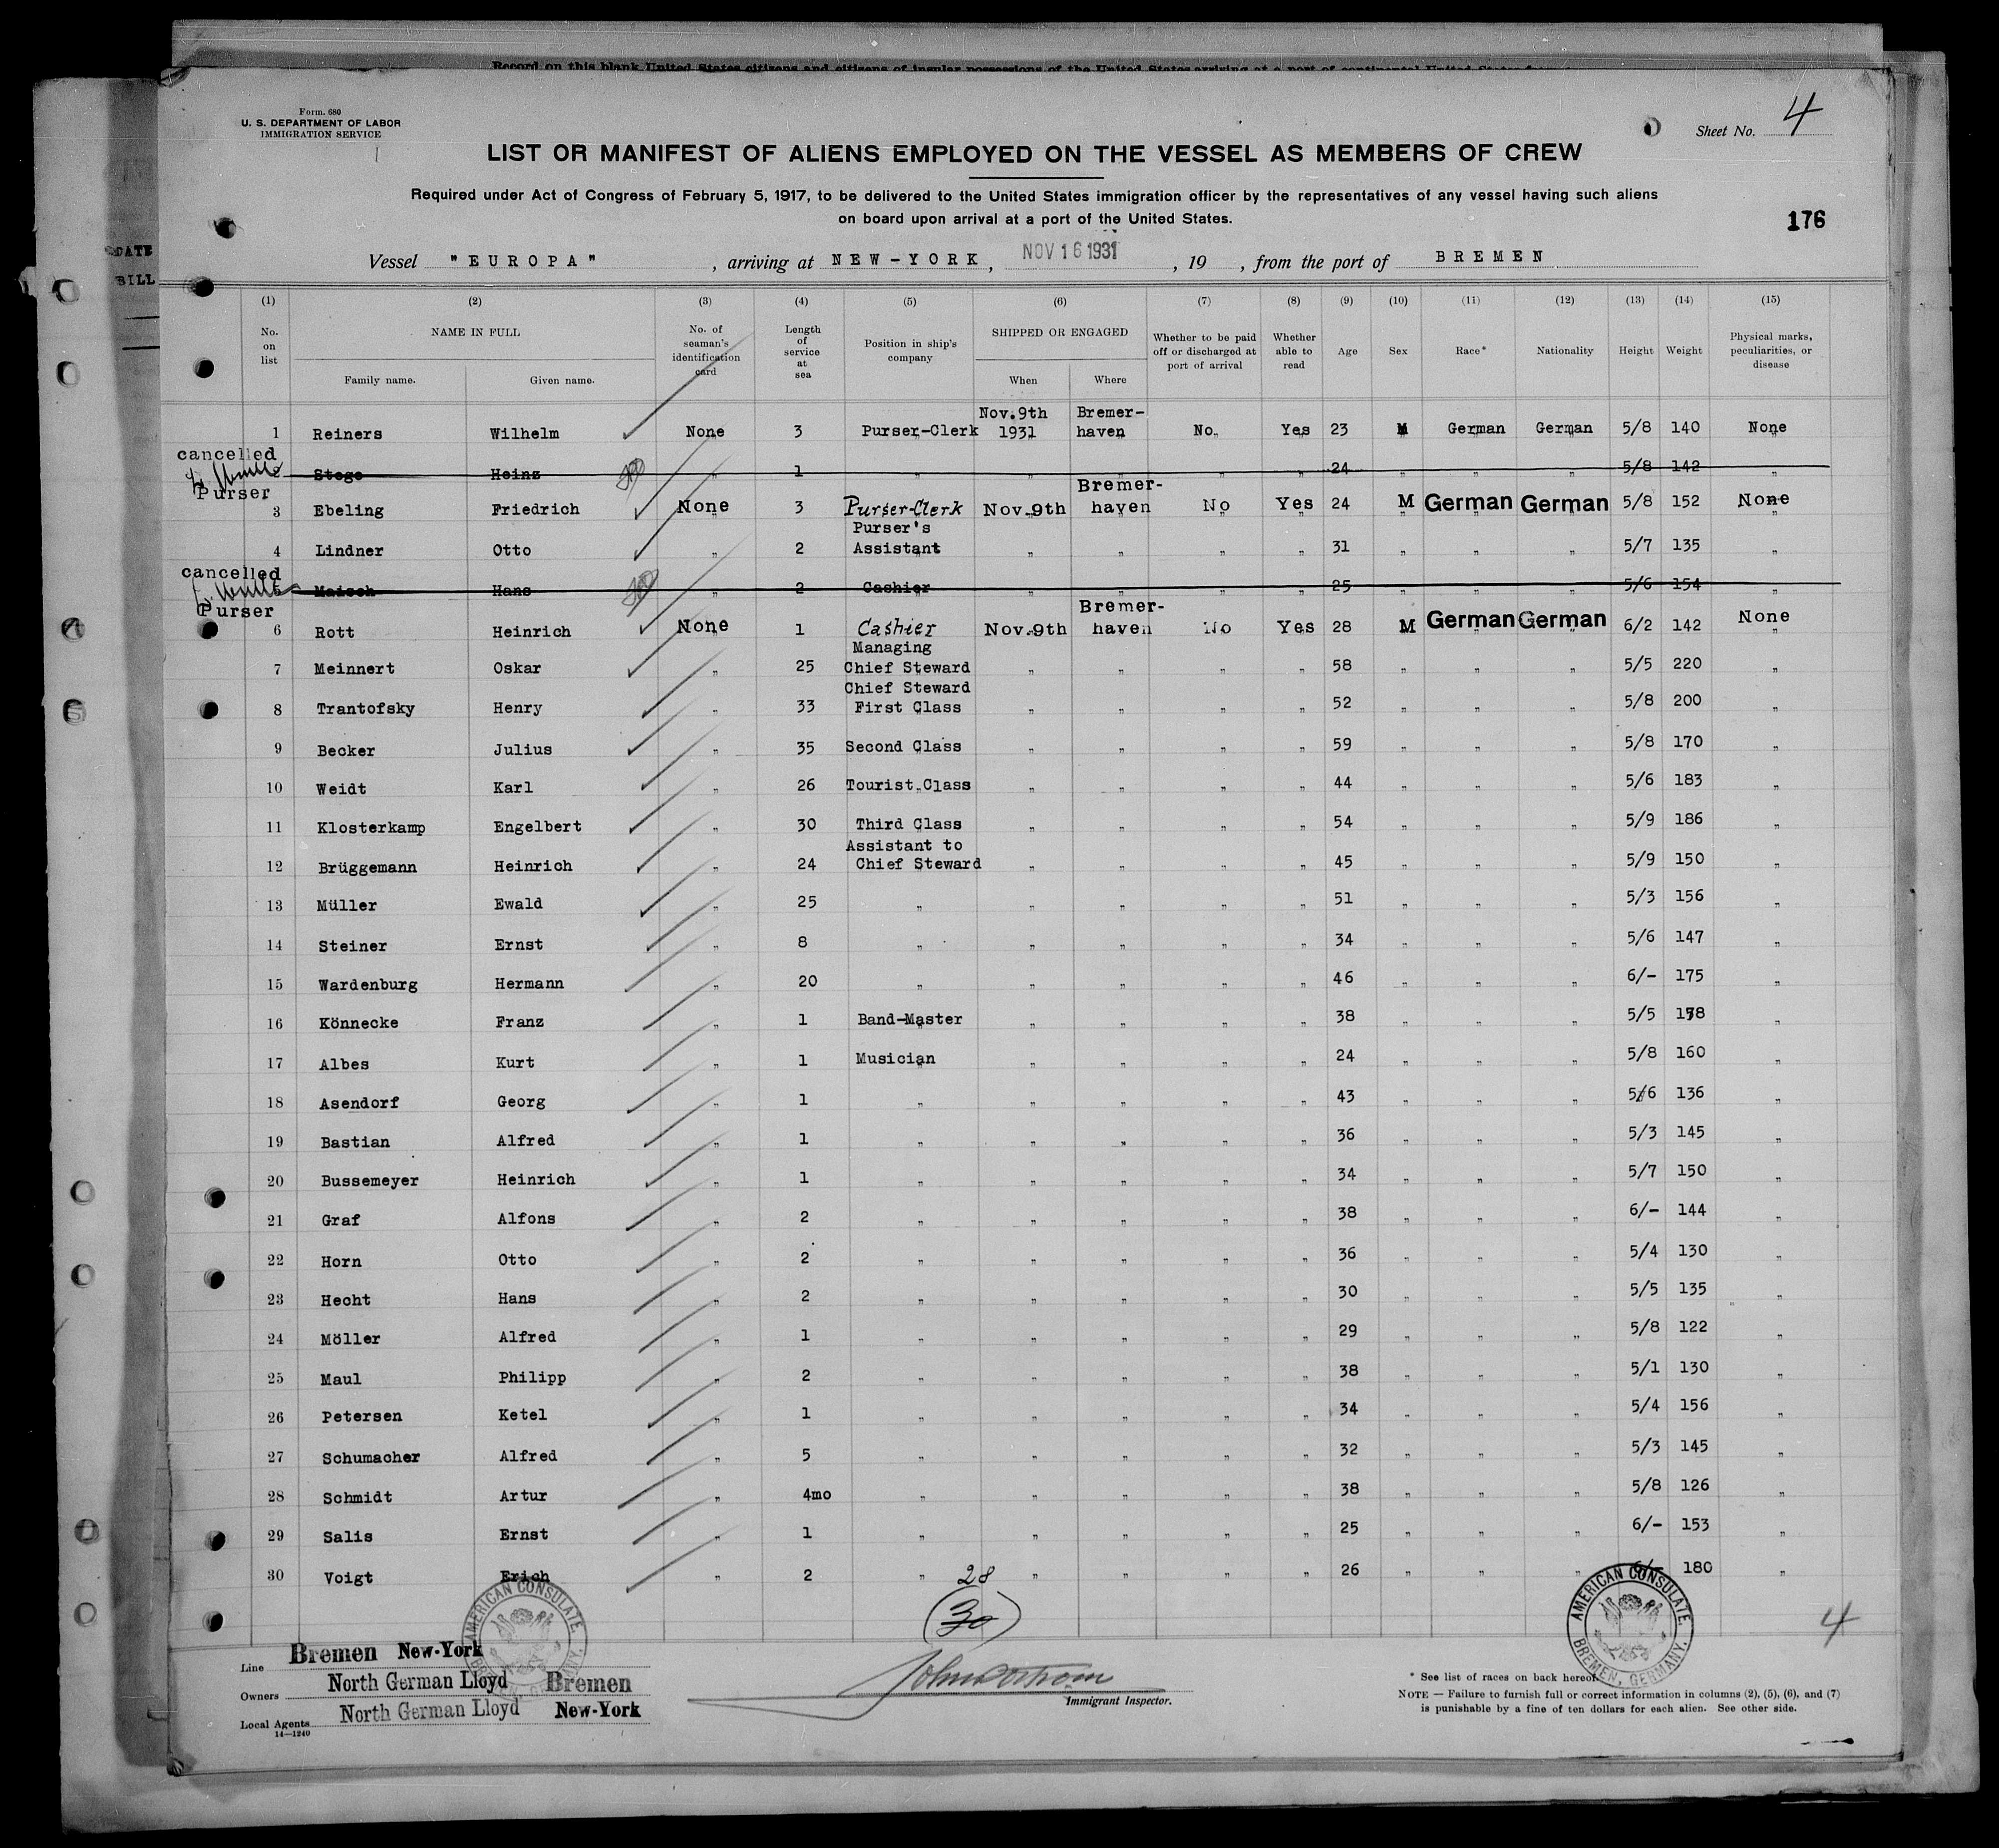 Record on this blank United States citizens and citizens of insular possessions of the United States arriving at a port of continental United States from
Form. 680
U. S. DEPARTMENT OF LABOR
IMMIGRATION SERVICE
Sheet No. 4
LIST OR MANIFEST OF ALIENS EMPLOYED ON THE VESSEL AS MEMBERS OF CREW
Required under Act of Congress of February 5, 1917, to be delivered to the United States immigration officer by the representatives of any vessel having such aliens
on board upon arrival at a port of the United States.
176
DATE
BILL
Vessel "EUROPA", arriving at NEW-YORK, NOV 16 1931, 19 , from the port of BREMEN
(1) (2) (3) (4) (5) (6) (7) (8) (9) (10) (11) (12) (13) (14) (15)
No. on list NAME IN FULL Family name. Given name. No. of seaman's identification card Length of service at sea Position in ship's company SHIPPED OR ENGAGED When Where Whether to be paid off or discharged at port of arrival Whether able to read Age Sex Race* Nationality Height Weight Physical marks, peculiarities, or disease
Nov.9th Bremer-
1 Reiners Wilhelm None 3 Purser-Clerk 1931 haven No Yes 23 M German German 5/8 140 None
cancelled
2 Stege Heinz " 1 " " " " " 24 " " " 5/8 142 "
Purser
Bremer-
3 Ebeling Friedrich None 3 Purser-Clerk Nov.9th haven No Yes 24 M German German 5/8 152 None
Purser's
4 Lindner Otto " 2 Assistant " " " " 31 " " " 5/7 135 "
cancelled
5 Maisch Hans " 2 Cashier " " " " 25 " " " 5/6 154 "
Purser
Bremer-
6 Rott Heinrich None 1 Cashier Nov.9th haven No Yes 28 M German German 6/2 142 None
Managing
7 Meinnert Oskar " 25 Chief Steward " " " " 58 " " " 5/5 220 "
Chief Steward
8 Trantofsky Henry " 33 First Class " " " " 52 " " " 5/8 200 "
9 Becker Julius " 35 Second Class " " " " 59 " " " 5/8 170 "
10 Weidt Karl " 26 Tourist Class " " " " 44 " " " 5/6 183 "
11 Klosterkamp Engelbert " 30 Third Class " " " " 54 " " " 5/9 186 "
Assistant to
12 Brüggemann Heinrich " 24 Chief Steward " " " " 45 " " " 5/9 150 "
13 Müller Ewald " 25 " " " " " 51 " " " 5/3 156 "
14 Steiner Ernst " 8 " " " " " 34 " " " 5/6 147 "
15 Wardenburg Hermann " 20 " " " " " 46 " " " 6/- 175 "
16 Könnecke Franz " 1 Band-Master " " " " 38 " " " 5/5 "
17 Albes Kurt " 1 Musician " " " " 24 " " " 5/8 160 "
18 Asendorf Georg " 1 " " " " " 43 " " " 5/6 136 "
19 Bastian Alfred " 1 " " " " " 36 " " " 5/3 145 "
20 Bussemeyer Heinrich " 1 " " " " " 34 " " " 5/7 150 "
21 Graf Alfons " 2 " " " " " 38 " " " 6/- 144 "
22 Horn Otto " 2 " " " " " 36 " " " 5/4 130 "
23 Hecht Hans " 2 " " " " " 30 " " " 5/5 135 "
24 Möller Alfred " 1 " " " " " 29 " " " 5/8 122 "
25 Maul Philipp " 2 " " " " " 38 " " " 5/1 130 "
26 Petersen Ketel " 1 " " " " " 34 " " " 5/4 156 "
27 Schumacher Alfred " 5 " " " " " 32 " " " 5/3 145 "
28 Schmidt Artur " 4mo " " " " " 38 " " " 5/8 126 "
29 Salis Ernst " 1 " " " " " 25 " " " 6/- 153 "
30 Voigt Erich " 2 " " " " " 26 " " " 180 "
28
(30)
4
AMERICAN CONSULATE. BREMEN, GERMANY.
AMERICAN CONSULATE. BREMEN, GERMANY.
Line Bremen New-York
Owners North German Lloyd Bremen
Local Agents North German Lloyd New-York
14—1240
Immigrant Inspector.
* See list of races on back hereof.
NOTE — Failure to furnish full or correct information in columns (2), (5), (6), and (7)
is punishable by a fine of ten dollars for each alien. See other side.